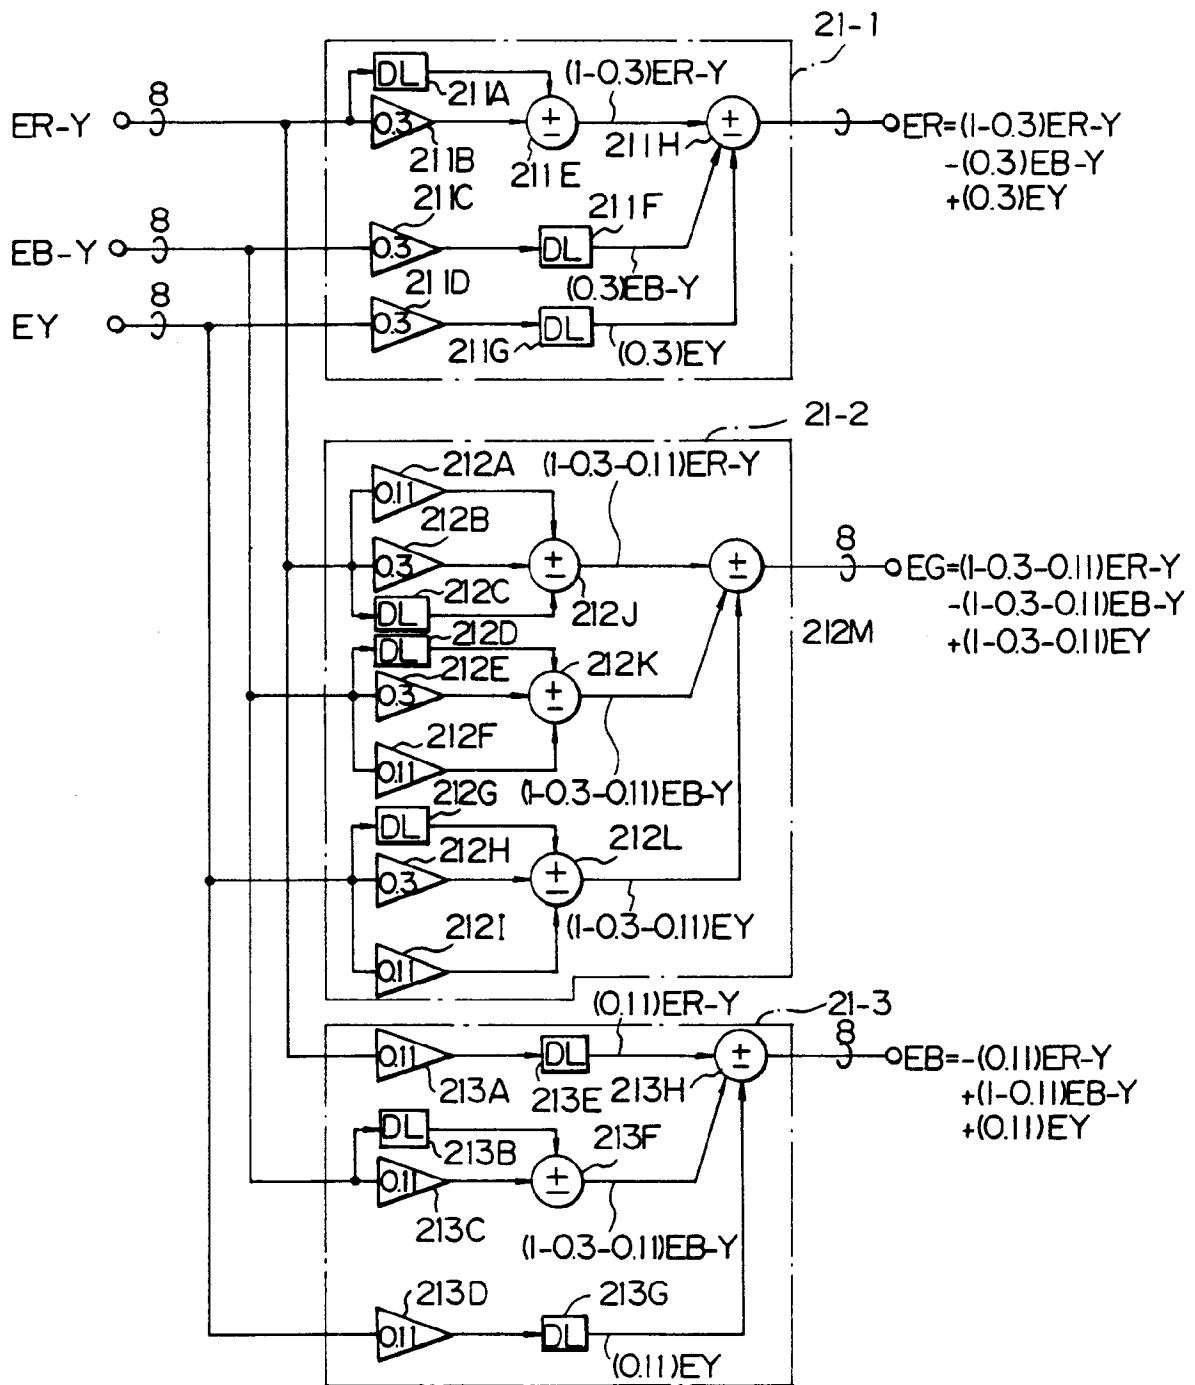 21-1
ER-Y
8
DL
211A
(1-0.3)ER-Y
0.3
211B
±
211E
±
211H
ER=(1-0.3)ER-Y
-(0.3)EB-Y
+(0.3)EY
EB-Y
8
211C
0.3
211F
DL
(0.3)EB-Y
EY
8
211D
0.3
DL
211G
(0.3)EY
21-2
212A
(1-0.3-0.11)ER-Y
0.11
212B
0.3
±
212J
±
8
EG=(1-0.3-0.11)ER-Y
-(1-0.3-0.11)EB-Y
+(1-0.3-0.11)EY
212M
DL
212C
DL
212D
212E
0.3
±
212K
212F
0.11
(1-0.3-0.11)EB-Y
212G
DL
212H
0.3
±
212L
(1-0.3-0.11)EY
212I
0.11
21-3
(0.11)ER-Y
0.11
213A
DL
213E
±
213H
8
EB=-(0.11)ER-Y
+(1-0.11)EB-Y
+(0.11)EY
DL
213B
213F
±
0.11
213C
(1-0.3-0.11)EB-Y
213D
0.11
213G
DL
(0.11)EY